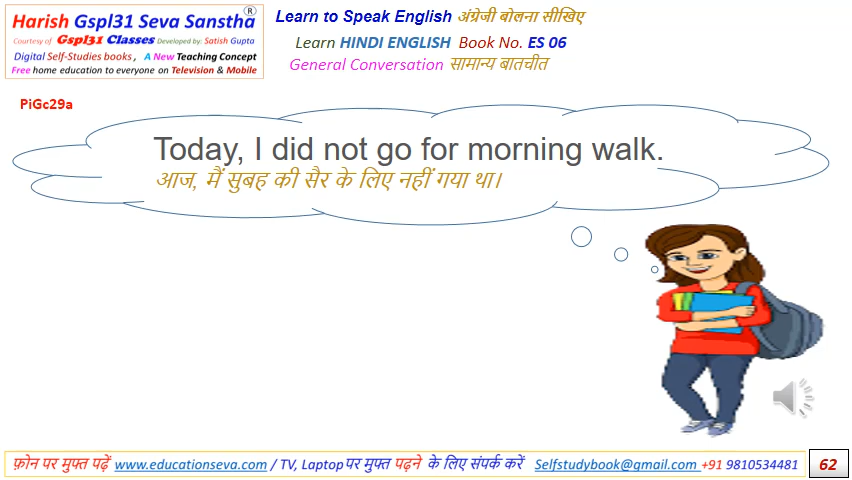 Harish Gspl31 Seva Sanstha ®
Courtesy of Gspl31 Classes Developed by: Satish Gupta
Digital Self-Studies books, A New Teaching Concept
Free home education to everyone on Television & Mobile
Learn to Speak English अंग्रेजी बोलना सीखिए
Learn HINDI ENGLISH Book No. ES 06
General Conversation सामान्य बातचीत
PiGc29a
Today, I did not go for morning walk.
आज, मैं सुबह की सैर के लिए नहीं गया था।
फ़ोन पर मुफ्त पढ़ें www.educationseva.com / TV, Laptop पर मुफ्त पढ़ने के लिए संपर्क करें Selfstudybook@gmail.com +91 9810534481
62